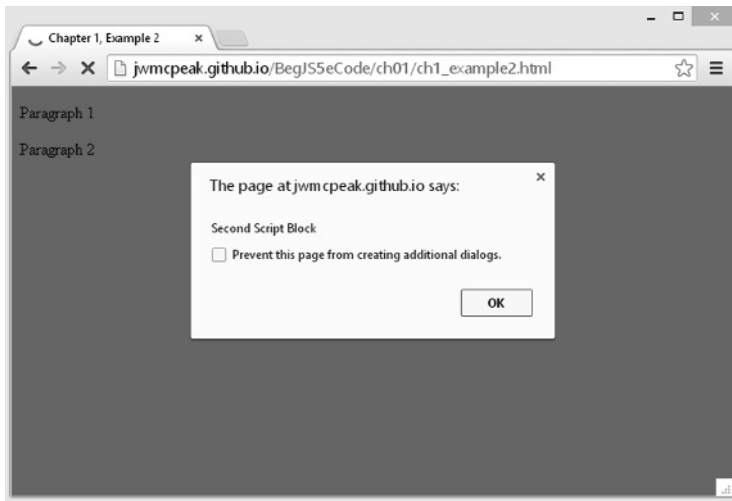 Chapter 1, Example 2
jwmcpeak.github.io/BegJS5eCode/ch01/ch1_example2.html
Paragraph 1
Paragraph 2
The page at jwmcpeak.github.io says:
Second Script Block
Prevent this page from creating additional dialogs.
OK